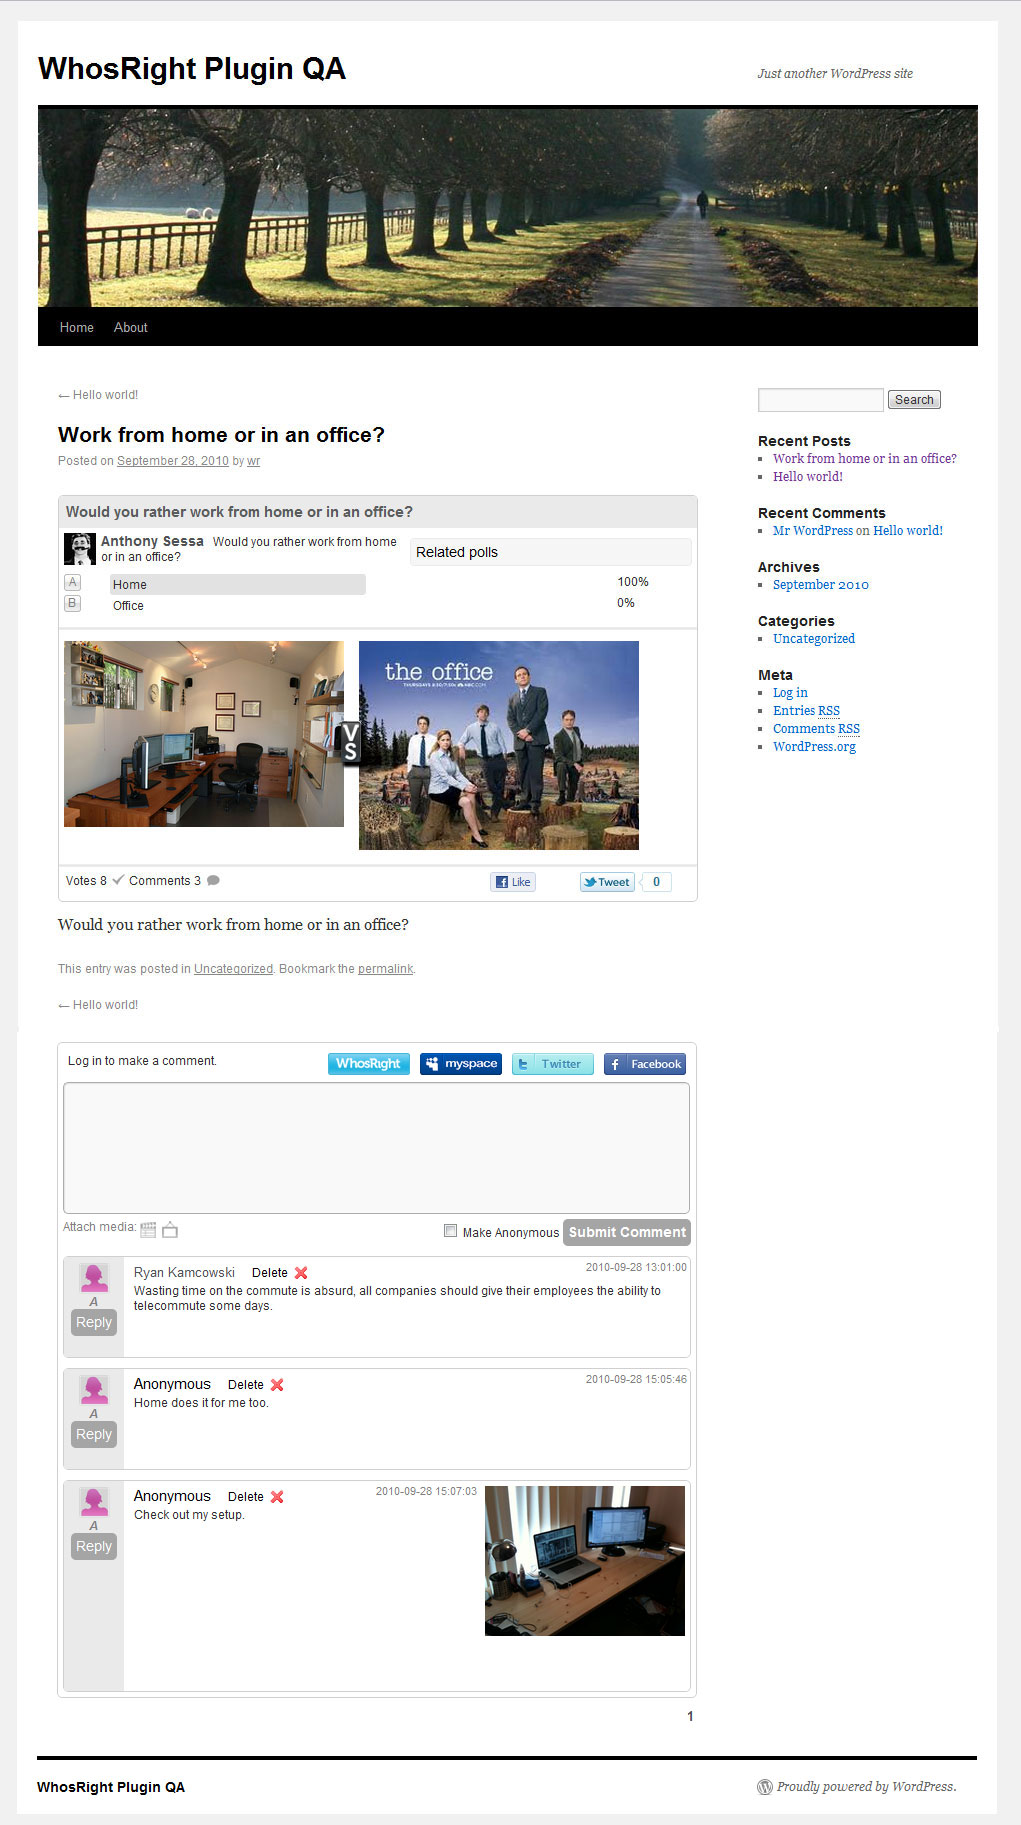 WhosRight Plugin QA
Just another WordPress site
Home About
← Hello world!
Work from home or in an office?
Posted on September 28, 2010 by wr
Would you rather work from home or in an office?
Anthony Sessa Would you rather work from home
or in an office?
Related polls
A Home 100%
B Office 0%
the office
THURSDAYS 8:30/7:30c NBC.COM
VS
Votes 8 Comments 3
Like
Tweet 0
Would you rather work from home or in an office?
This entry was posted in Uncategorized. Bookmark the permalink.
← Hello world!
Search
Recent Posts
Work from home or in an office?
Hello world!
Recent Comments
Mr WordPress on Hello world!
Archives
September 2010
Categories
Uncategorized
Meta
Log in
Entries RSS
Comments RSS
WordPress.org
Log in to make a comment.
WhosRight myspace Twitter Facebook
Attach media:
Make Anonymous Submit Comment
Ryan Kamcowski Delete 2010-09-28 13:01:00
Wasting time on the commute is absurd, all companies should give their employees the ability to
telecommute some days.
A
Reply
Anonymous Delete 2010-09-28 15:05:46
Home does it for me too.
A
Reply
Anonymous Delete 2010-09-28 15:07:03
Check out my setup.
A
Reply
1
WhosRight Plugin QA
Proudly powered by WordPress.